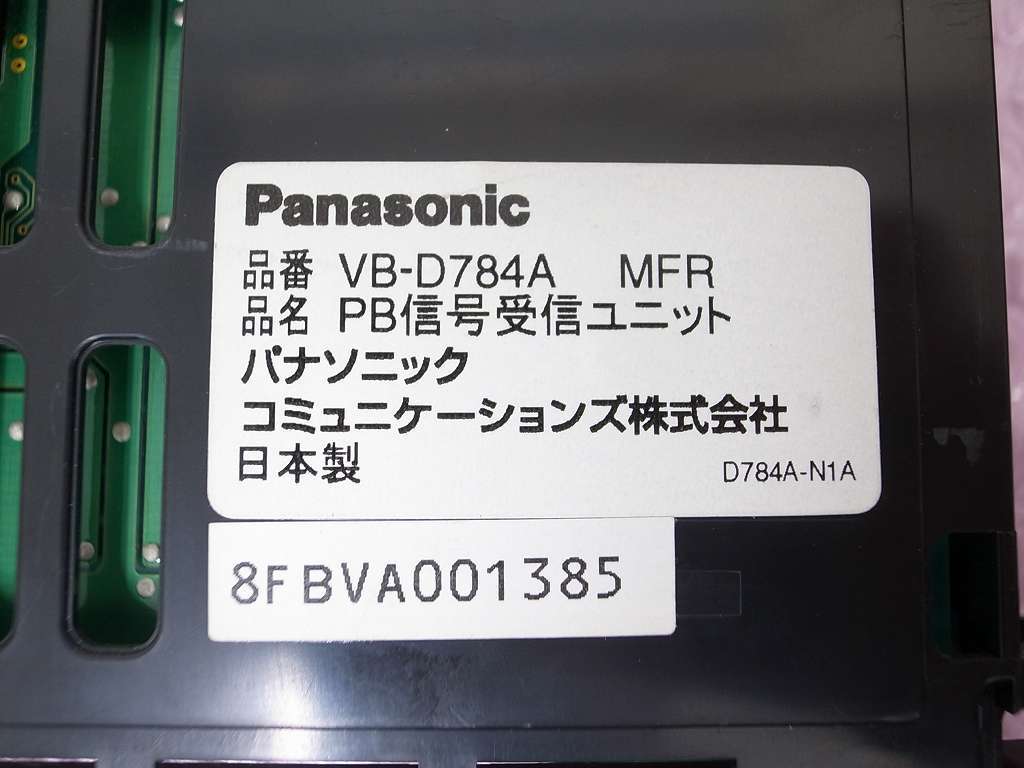 Panasonic
品番 VB-D784A MFR
品名 PB信号受信ユニット
パナソニック
コミュニケーションズ株式会社
日本製 D784A-N1A
8FBVA001385